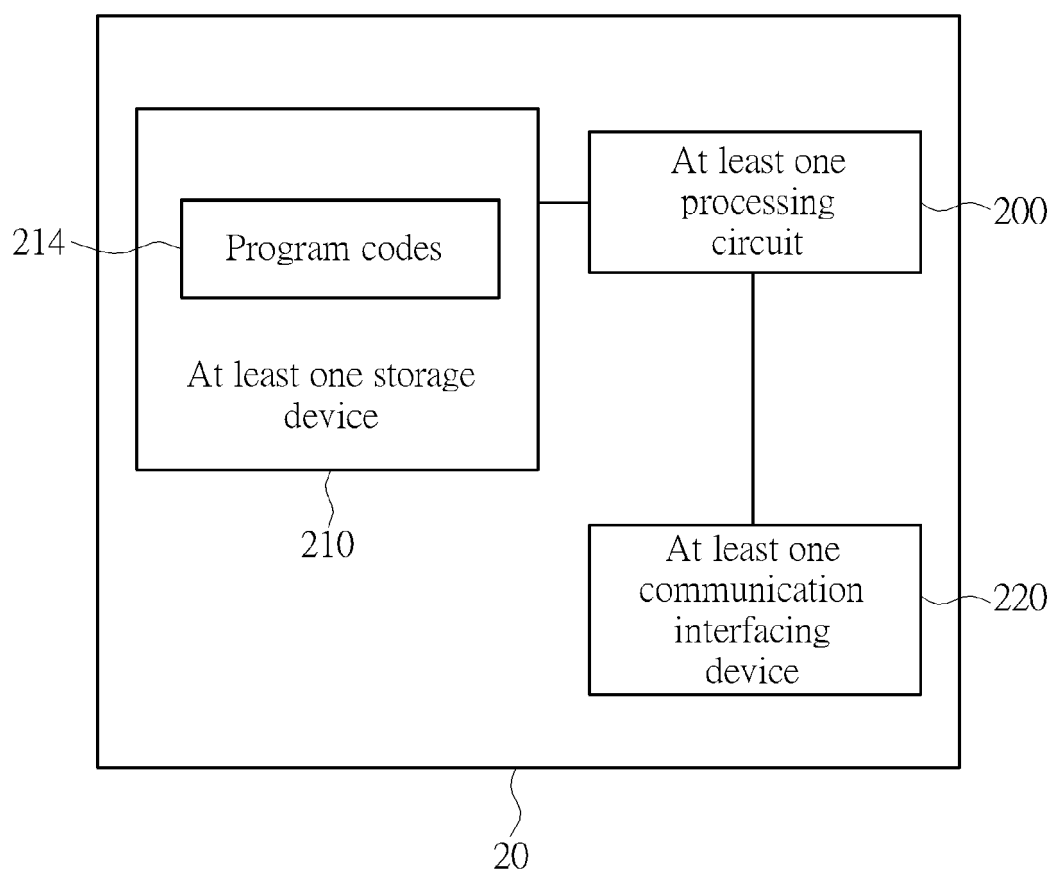 At least one
processing
circuit
200
214
Program codes
At least one storage
device
210
At least one
communication
interfacing
device
220
20